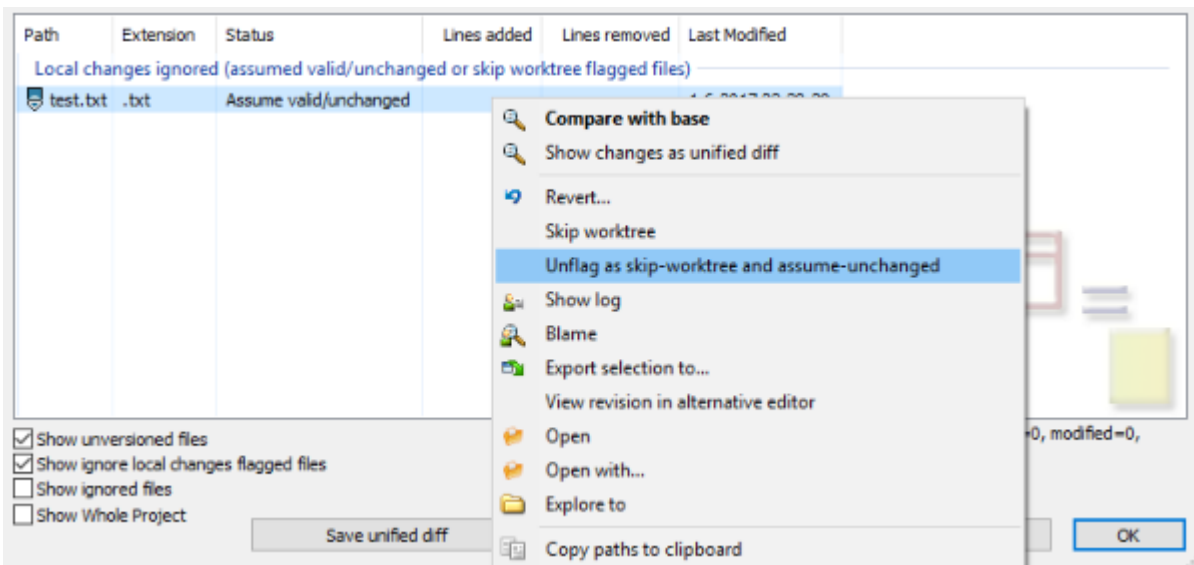 Path Extension Status Lines added Lines removed Last Modified
Local changes ignored (assumed valid/unchanged or skip worktree flagged files)
test.txt .txt Assume valid/unchanged
Compare with base
Show changes as unified diff
Revert...
Skip worktree
Unflag as skip-worktree and assume-unchanged
Show log
Blame
Export selection to...
View revision in alternative editor
Open
Open with...
Explore to
Copy paths to clipboard
=0, modified=0,
Show unversioned files
Show ignore local changes flagged files
Show ignored files
Show Whole Project
Save unified diff
OK